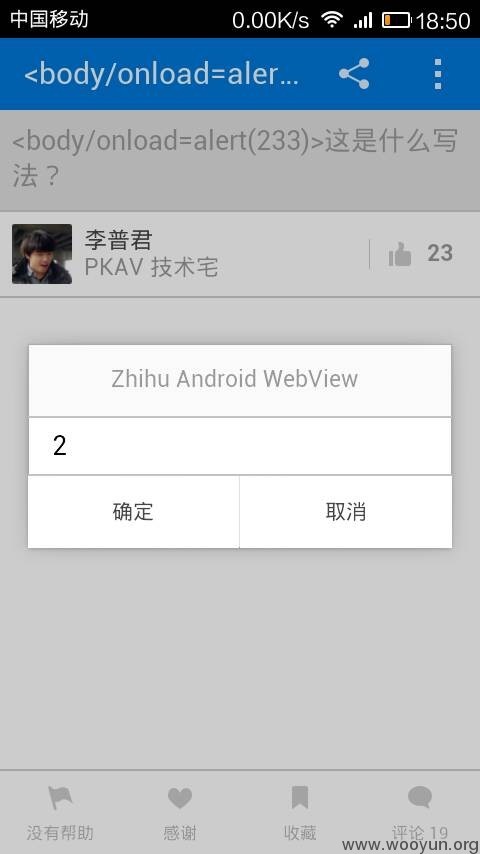 中国移动 0.00K/s 18:50
<body/onload=aler...
<body/onload=alert(233)>这是什么写
法？
李普君
PKAV 技术宅
23
Zhihu Android WebView
2
确定 取消
没有帮助 感谢 收藏 评论 19
www.wooyun.org